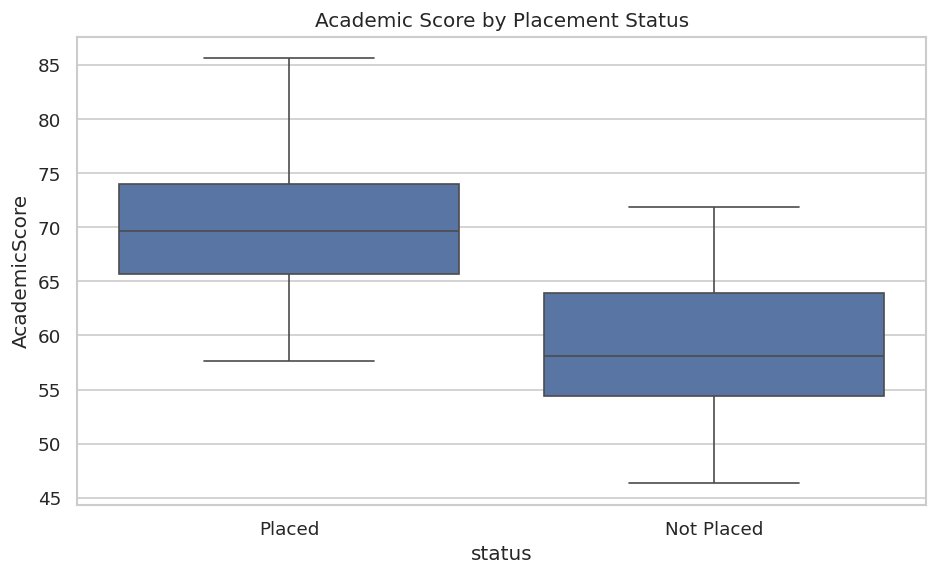 Academic Score by Placement Status
AcademicScore
85
80
75
70
65
60
55
50
45
Placed
Not Placed
status